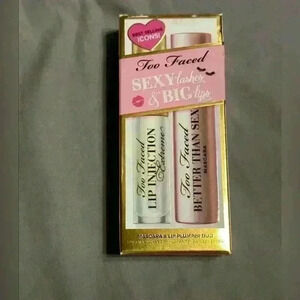 BEST SELLING
ICONS!
Too Faced
SEXY lashes
& BIG lips
Too Faced
LIP INJECTION
Extreme
Too Faced
BETTER THAN SEX
MASCARA
MASCARA & LIP PLUMPER DUO